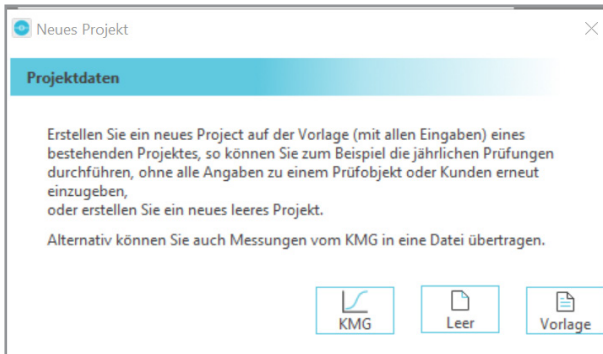 Neues Projekt
Projektdaten
Erstellen Sie ein neues Project auf der Vorlage (mit allen Eingaben) eines
bestehenden Projektes, so können Sie zum Beispiel die jährlichen Prüfungen
durchführen, ohne alle Angaben zu einem Prüfobjekt oder Kunden erneut
einzugeben,
oder erstellen Sie ein neues leeres Projekt.
Alternativ können Sie auch Messungen vom KMG in eine Datei übertragen.
KMG Leer Vorlage